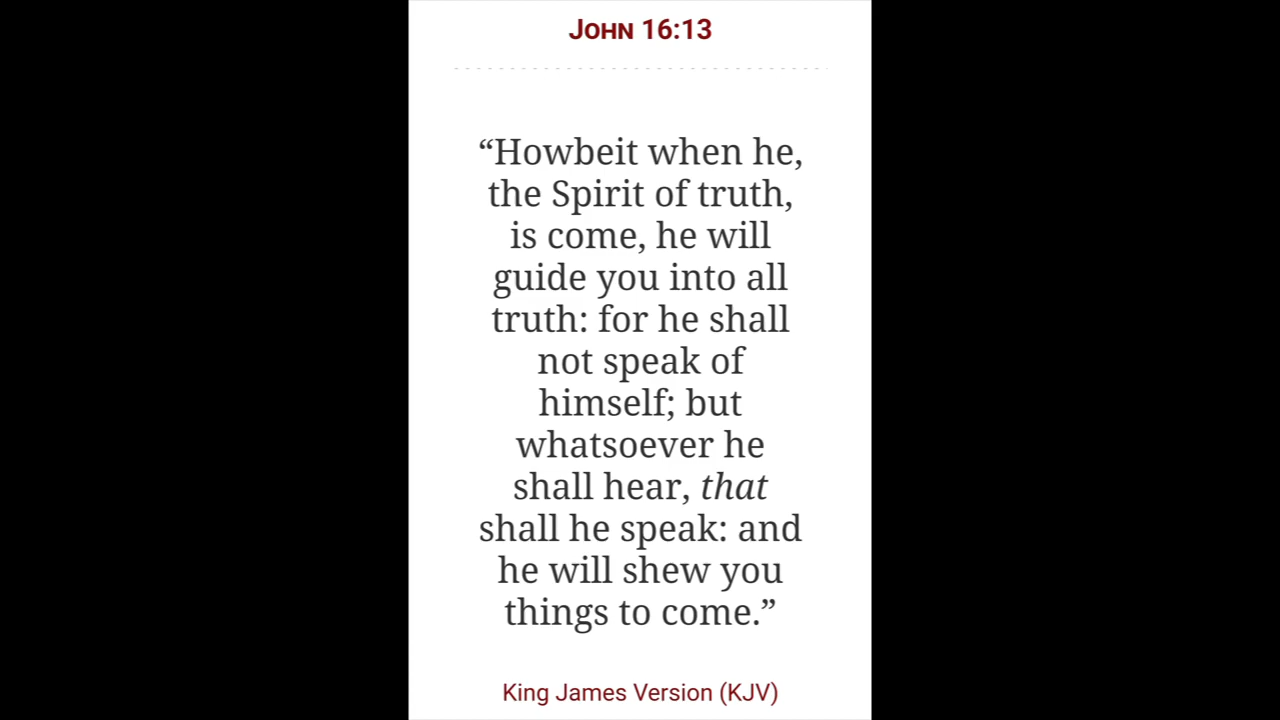 John 16:13
“Howbeit when he,
the Spirit of truth,
is come, he will
guide you into all
truth: for he shall
not speak of
himself; but
whatsoever he
shall hear, that
shall he speak: and
he will shew you
things to come.”
King James Version (KJV)